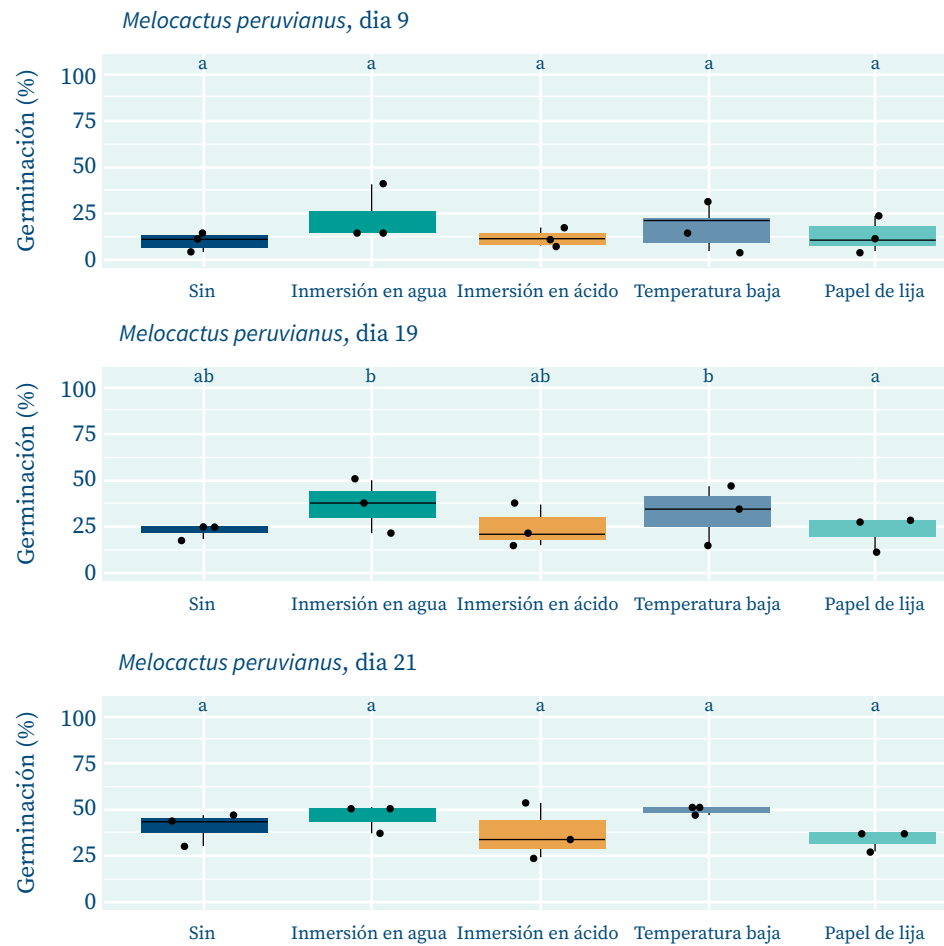 Melocactus peruvianus, dia 9
Germinación (%)
a a a a a
100
75
50
25
0
Sin Inmersión en agua Inmersión en ácido Temperatura baja Papel de lija
Melocactus peruvianus, dia 19
Germinación (%)
ab b ab b a
100
75
50
25
0
Sin Inmersión en agua Inmersión en ácido Temperatura baja Papel de lija
Melocactus peruvianus, dia 21
Germinación (%)
a a a a a
100
75
50
25
0
Sin Inmersión en agua Inmersión en ácido Temperatura baja Papel de lija